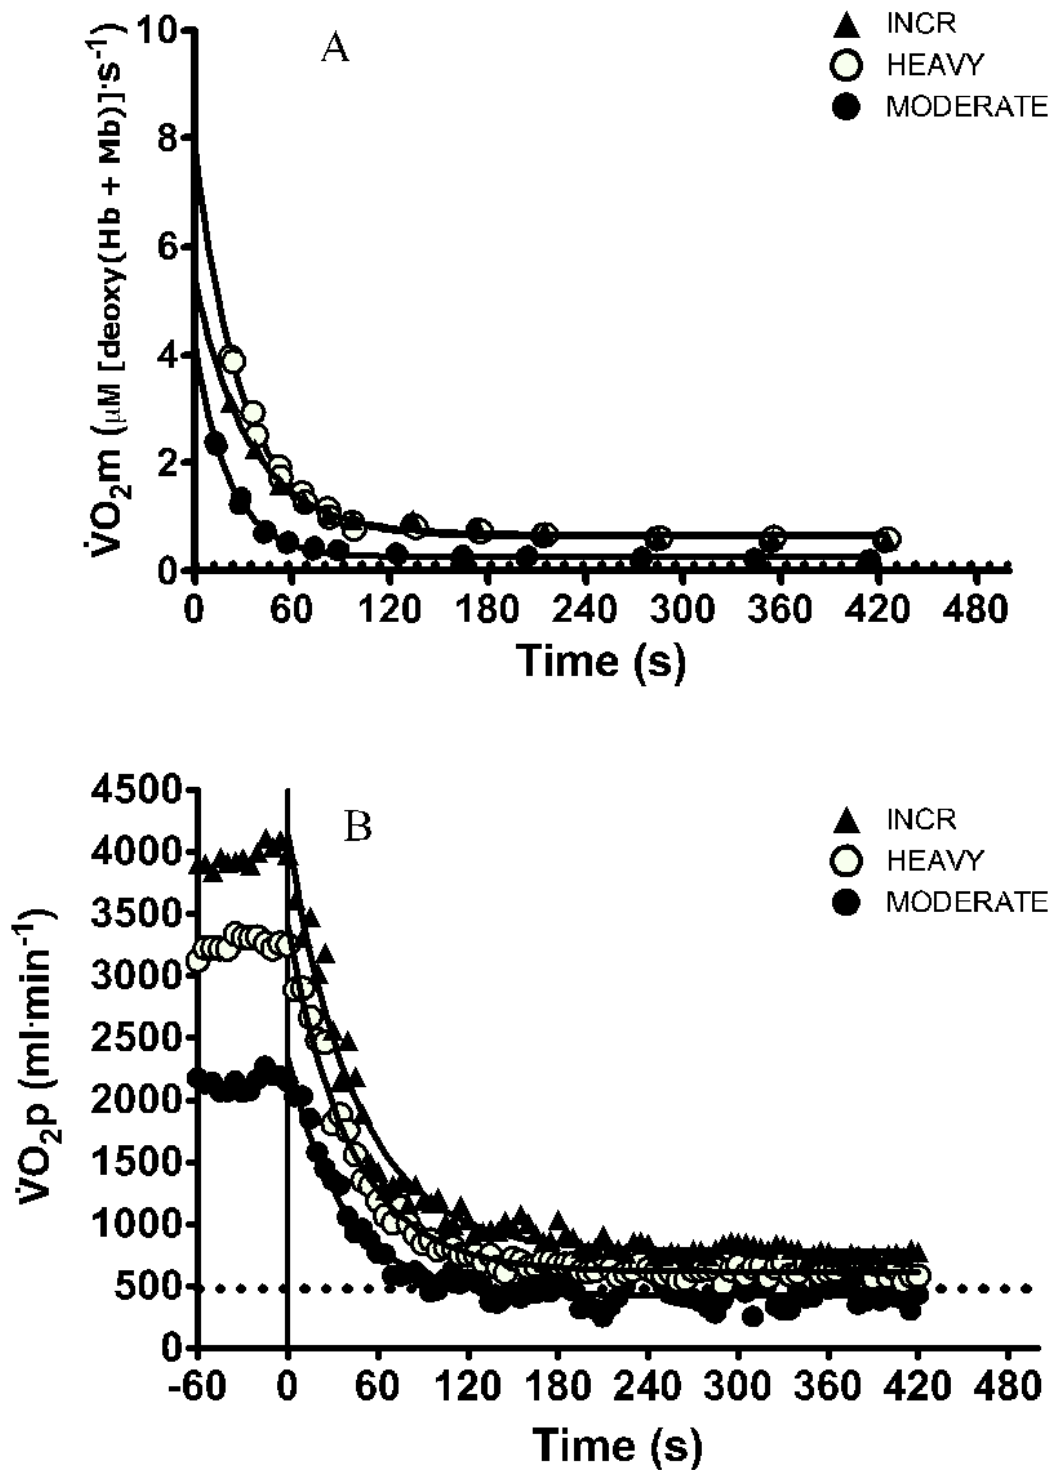 A
INCR
HEAVY
MODERATE
V̇O₂m (μM [deoxy(Hb + Mb)]·s⁻¹)
10
8
6
4
2
0
0 60 120 180 240 300 360 420 480
Time (s)
B
INCR
HEAVY
MODERATE
V̇O₂p (ml·min⁻¹)
4500
4000
3500
3000
2500
2000
1500
1000
500
0
-60 0 60 120 180 240 300 360 420 480
Time (s)